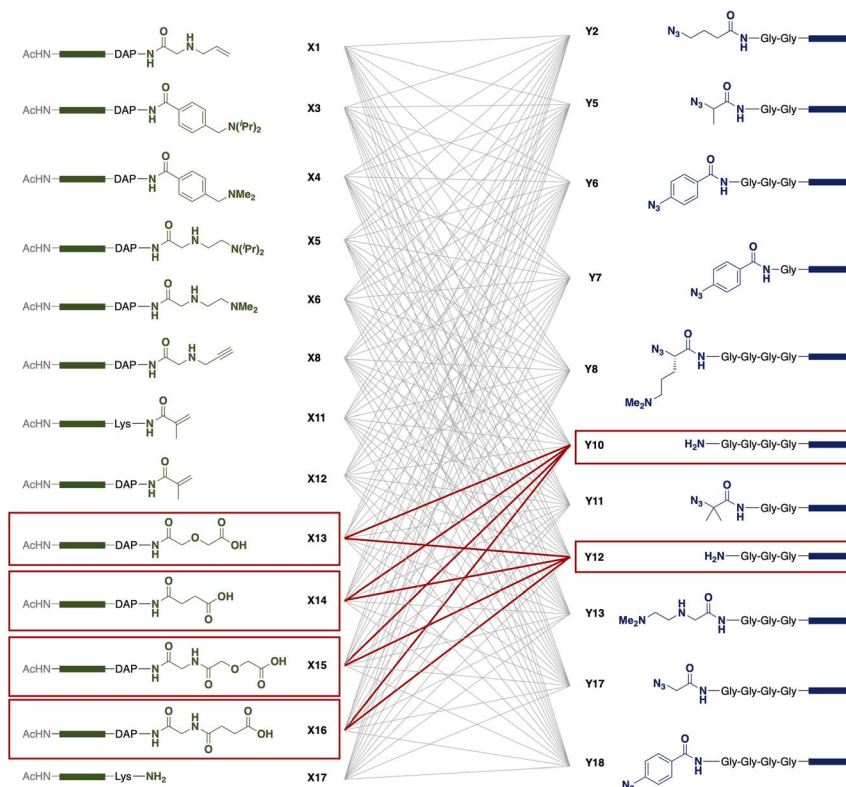 O
H
N
AcHN DAP N X1
H
O
AcHN DAP N X3
H
N(iPr)2
O
AcHN DAP N X4
H
NMe2
O
H
N
AcHN DAP N N(iPr)2 X5
H
O
H
N
AcHN DAP N NMe2 X6
H
O
H
N
AcHN DAP N X8
H
O
AcHN Lys N X11
H
O
AcHN DAP N X12
H
O O
O
AcHN DAP N OH X13
H
O
OH
AcHN DAP N X14
H
O
O
H
N O OH
AcHN DAP N X15
H
O O
O O
H
N OH
AcHN DAP N X16
H
O
AcHN Lys NH2 X17
Y2
O
N3 N Gly-Gly
H
Y5
O
N3 N Gly-Gly
H
Y6
O
N Gly-Gly-Gly
H
N3
Y7
O
N Gly
H
N3
Y8
O
N3 N Gly-Gly-Gly-Gly
H
Me2N
Y10 H2N Gly-Gly-Gly-Gly
Y11
O
N3 N Gly-Gly
H
Y12 H2N Gly-Gly-Gly
Y13
H
N O
Me2N N Gly-Gly-Gly
H
Y17
O
N3 N Gly-Gly-Gly-Gly
H
Y18
O
N Gly-Gly-Gly-Gly
H
N3